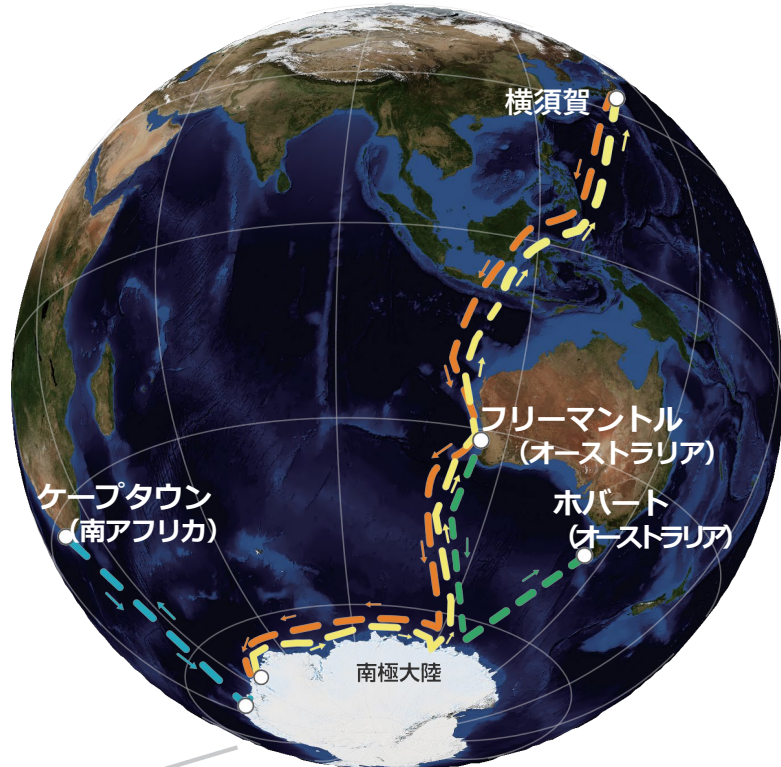 横須賀
フリーマントル
（オーストラリア）
ケープタウン
（南アフリカ）
ホバート
（オーストラリア）
南極大陸